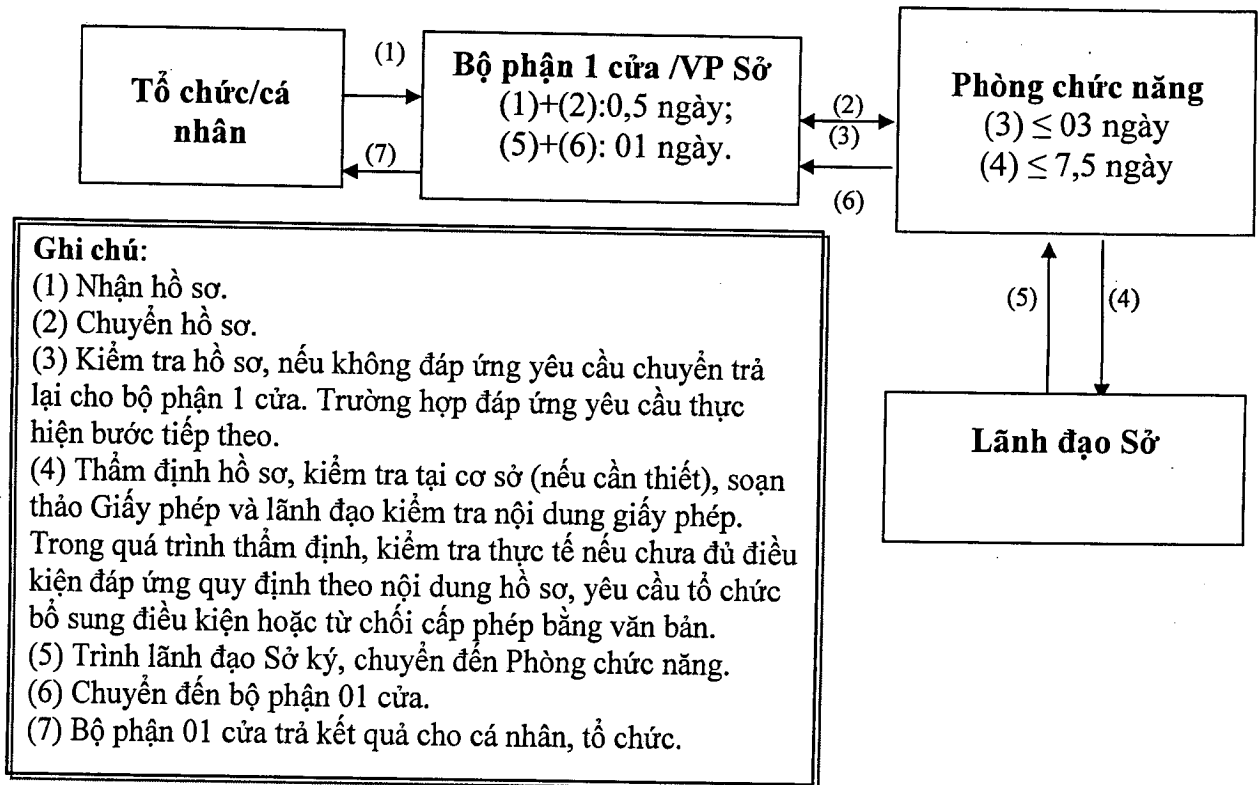 Tổ chức/cá
nhân
(1)
(7)
Bộ phận 1 cửa /VP Sở
(1)+(2):0,5 ngày;
(5)+(6): 01 ngày.
(2)
(3)
(6)
Phòng chức năng
(3) ≤ 03 ngày
(4) ≤ 7,5 ngày
(5)
(4)
Lãnh đạo Sở
Ghi chú:
(1) Nhận hồ sơ.
(2) Chuyển hồ sơ.
(3) Kiểm tra hồ sơ, nếu không đáp ứng yêu cầu chuyển trả
lại cho bộ phận 1 cửa. Trường hợp đáp ứng yêu cầu thực
hiện bước tiếp theo.
(4) Thẩm định hồ sơ, kiểm tra tại cơ sở (nếu cần thiết), soạn
thảo Giấy phép và lãnh đạo kiểm tra nội dung giấy phép.
Trong quá trình thẩm định, kiểm tra thực tế nếu chưa đủ điều
kiện đáp ứng quy định theo nội dung hồ sơ, yêu cầu tổ chức
bổ sung điều kiện hoặc từ chối cấp phép bằng văn bản.
(5) Trình lãnh đạo Sở ký, chuyển đến Phòng chức năng.
(6) Chuyển đến bộ phận 01 cửa.
(7) Bộ phận 01 cửa trả kết quả cho cá nhân, tổ chức.